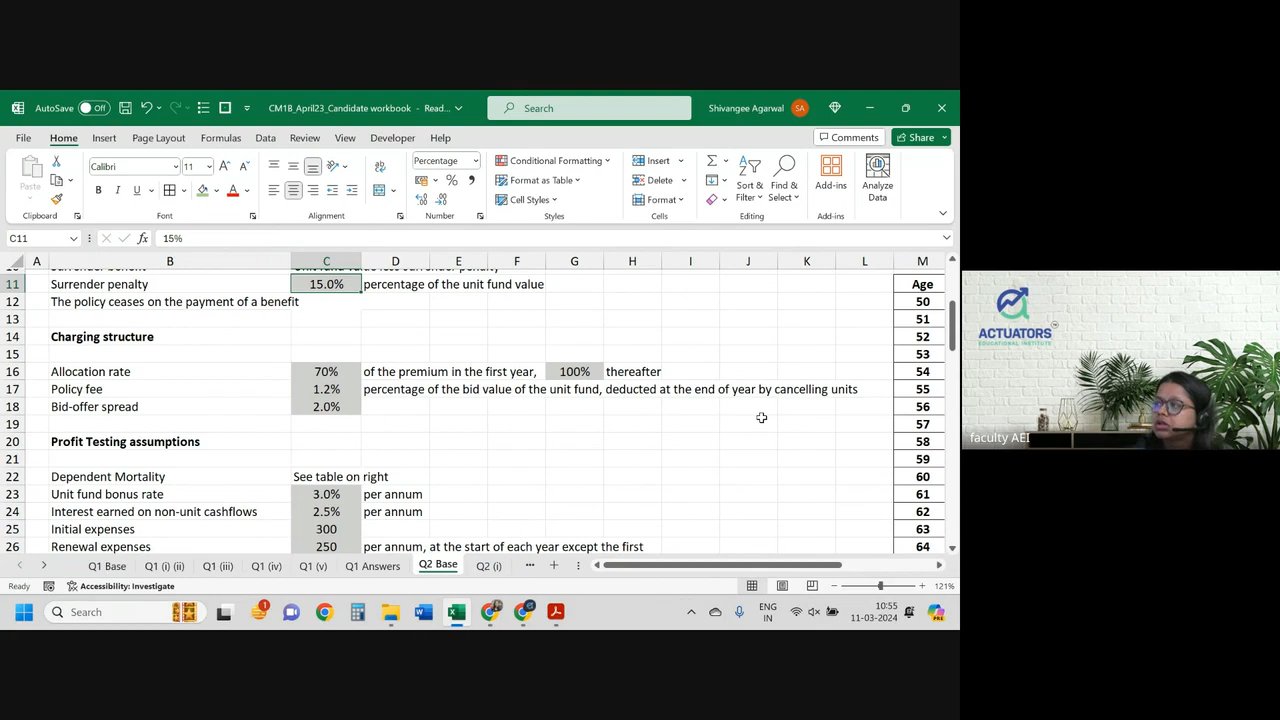 AutoSave Off CM1B_April23_Candidate workbook - Read... Search Shivangee Agarwal SA
File Home Insert Page Layout Formulas Data Review View Developer Help Comments Share
Calibri 11 Percentage Conditional Formatting Insert
Paste Format as Table Delete Sort & Find & Add-ins Analyze
B I U Cell Styles Format Filter Select Data
Clipboard Font Alignment Number Styles Cells Editing Add-ins
C11 fx 15%
A B C D E F G H I J K L M
Surrender benefit Unit fund value less surrender penalty
11 Surrender penalty 15.0% percentage of the unit fund value Age
12 The policy ceases on the payment of a benefit 50
13 51
14 Charging structure 52
15 53
16 Allocation rate 70% of the premium in the first year, 100% thereafter 54
17 Policy fee 1.2% percentage of the bid value of the unit fund, deducted at the end of year by cancelling units 55
18 Bid-offer spread 2.0% 56
19 57
20 Profit Testing assumptions 58
21 59
22 Dependent Mortality See table on right 60
23 Unit fund bonus rate 3.0% per annum 61
24 Interest earned on non-unit cashflows 2.5% per annum 62
25 Initial expenses 300 63
26 Renewal expenses 250 per annum, at the start of each year except the first 64
Q1 Base Q1 (i) (ii) Q1 (iii) Q1 (iv) Q1 (v) Q1 Answers Q2 Base Q2 (i) ...
Ready Accessibility: Investigate 121%
Search ENG IN 10:55 11-03-2024
ACTUATORS
EDUCATIONAL INSTITUTE
faculty AEI